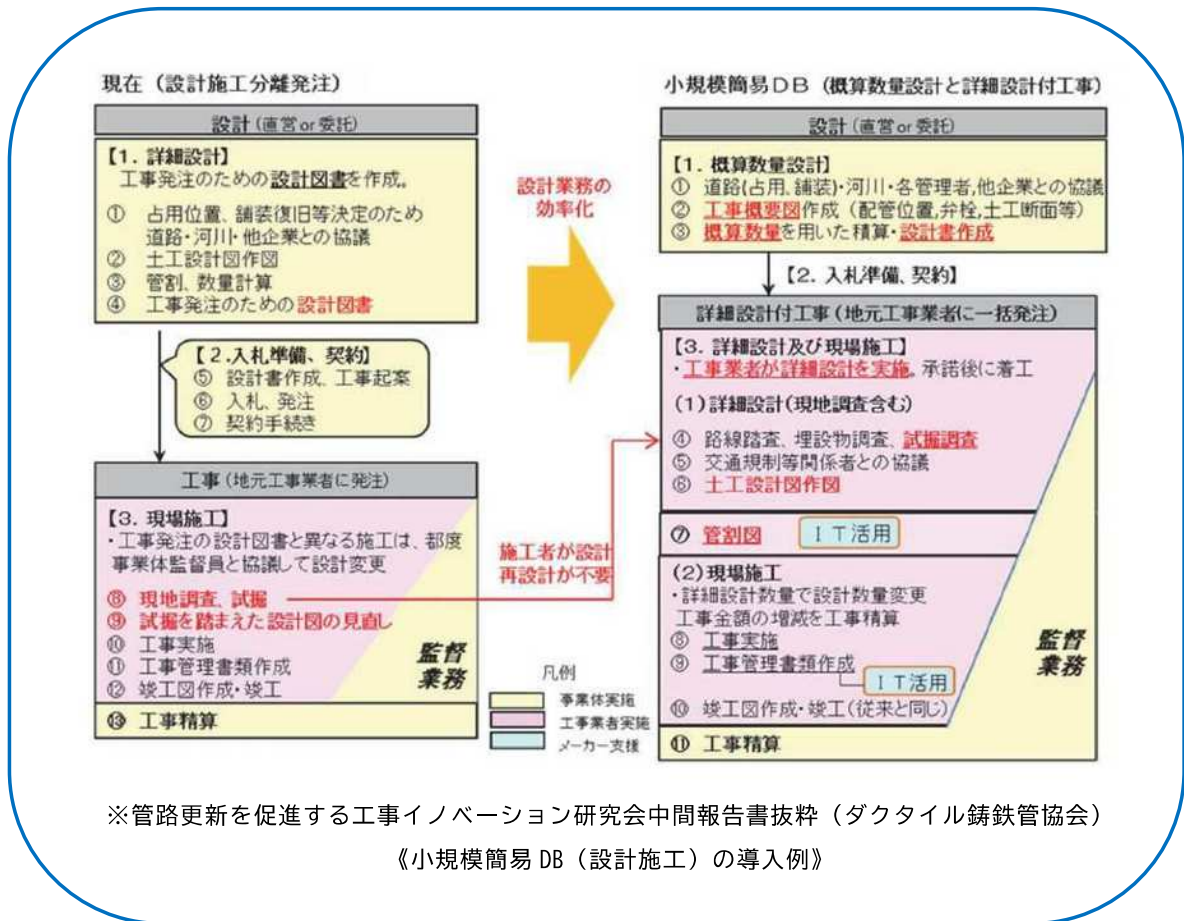 現在（設計施工分離発注）
設計（直営or委託）
【1．詳細設計】
工事発注のための設計図書を作成。
① 占用位置、舗装復旧等決定のため
道路・河川・他企業との協議
② 土工設計図作図
③ 管割、数量計算
④ 工事発注のための設計図書
【2.入札準備、契約】
⑤ 設計書作成、工事起案
⑥ 入札、発注
⑦ 契約手続き
工事（地元工事業者に発注）
【3．現場施工】
・工事発注の設計図書と異なる施工は、都度
事業体監督員と協議して設計変更
⑧ 現地調査、試掘
⑨ 試掘を踏まえた設計図の見直し
⑩ 工事実施
⑪ 工事管理書類作成
⑫ 竣工図作成・竣工
監督
業務
⑬ 工事精算
設計業務の
効率化
施工者が設計
再設計が不要
凡例
事業体実施
工事業者実施
メーカー支援
小規模簡易DB（概算数量設計と詳細設計付工事）
設計（直営or委託）
【1．概算数量設計】
① 道路(占用、舗装)・河川・各管理者,他企業との協議
② 工事概要図作成（配管位置,弁栓,土工断面等）
③ 概算数量を用いた積算・設計書作成
【2．入札準備、契約】
詳細設計付工事（地元工事業者に一括発注）
【3．詳細設計及び現場施工】
・工事業者が詳細設計を実施。承諾後に着工
（1）詳細設計（現地調査含む）
④ 路線踏査、埋設物調査、試掘調査
⑤ 交通規制等関係者との協議
⑥ 土工設計図作図
⑦ 管割図
ＩＴ活用
（2）現場施工
・詳細設計数量で設計数量変更
工事金額の増減を工事精算
⑧ 工事実施
⑨ 工事管理書類作成
ＩＴ活用
⑩ 竣工図作成・竣工（従来と同じ）
監督
業務
⑪ 工事精算
※管路更新を促進する工事イノベーション研究会中間報告書抜粋（ダクタイル鋳鉄管協会）
《小規模簡易DB（設計施工）の導入例》